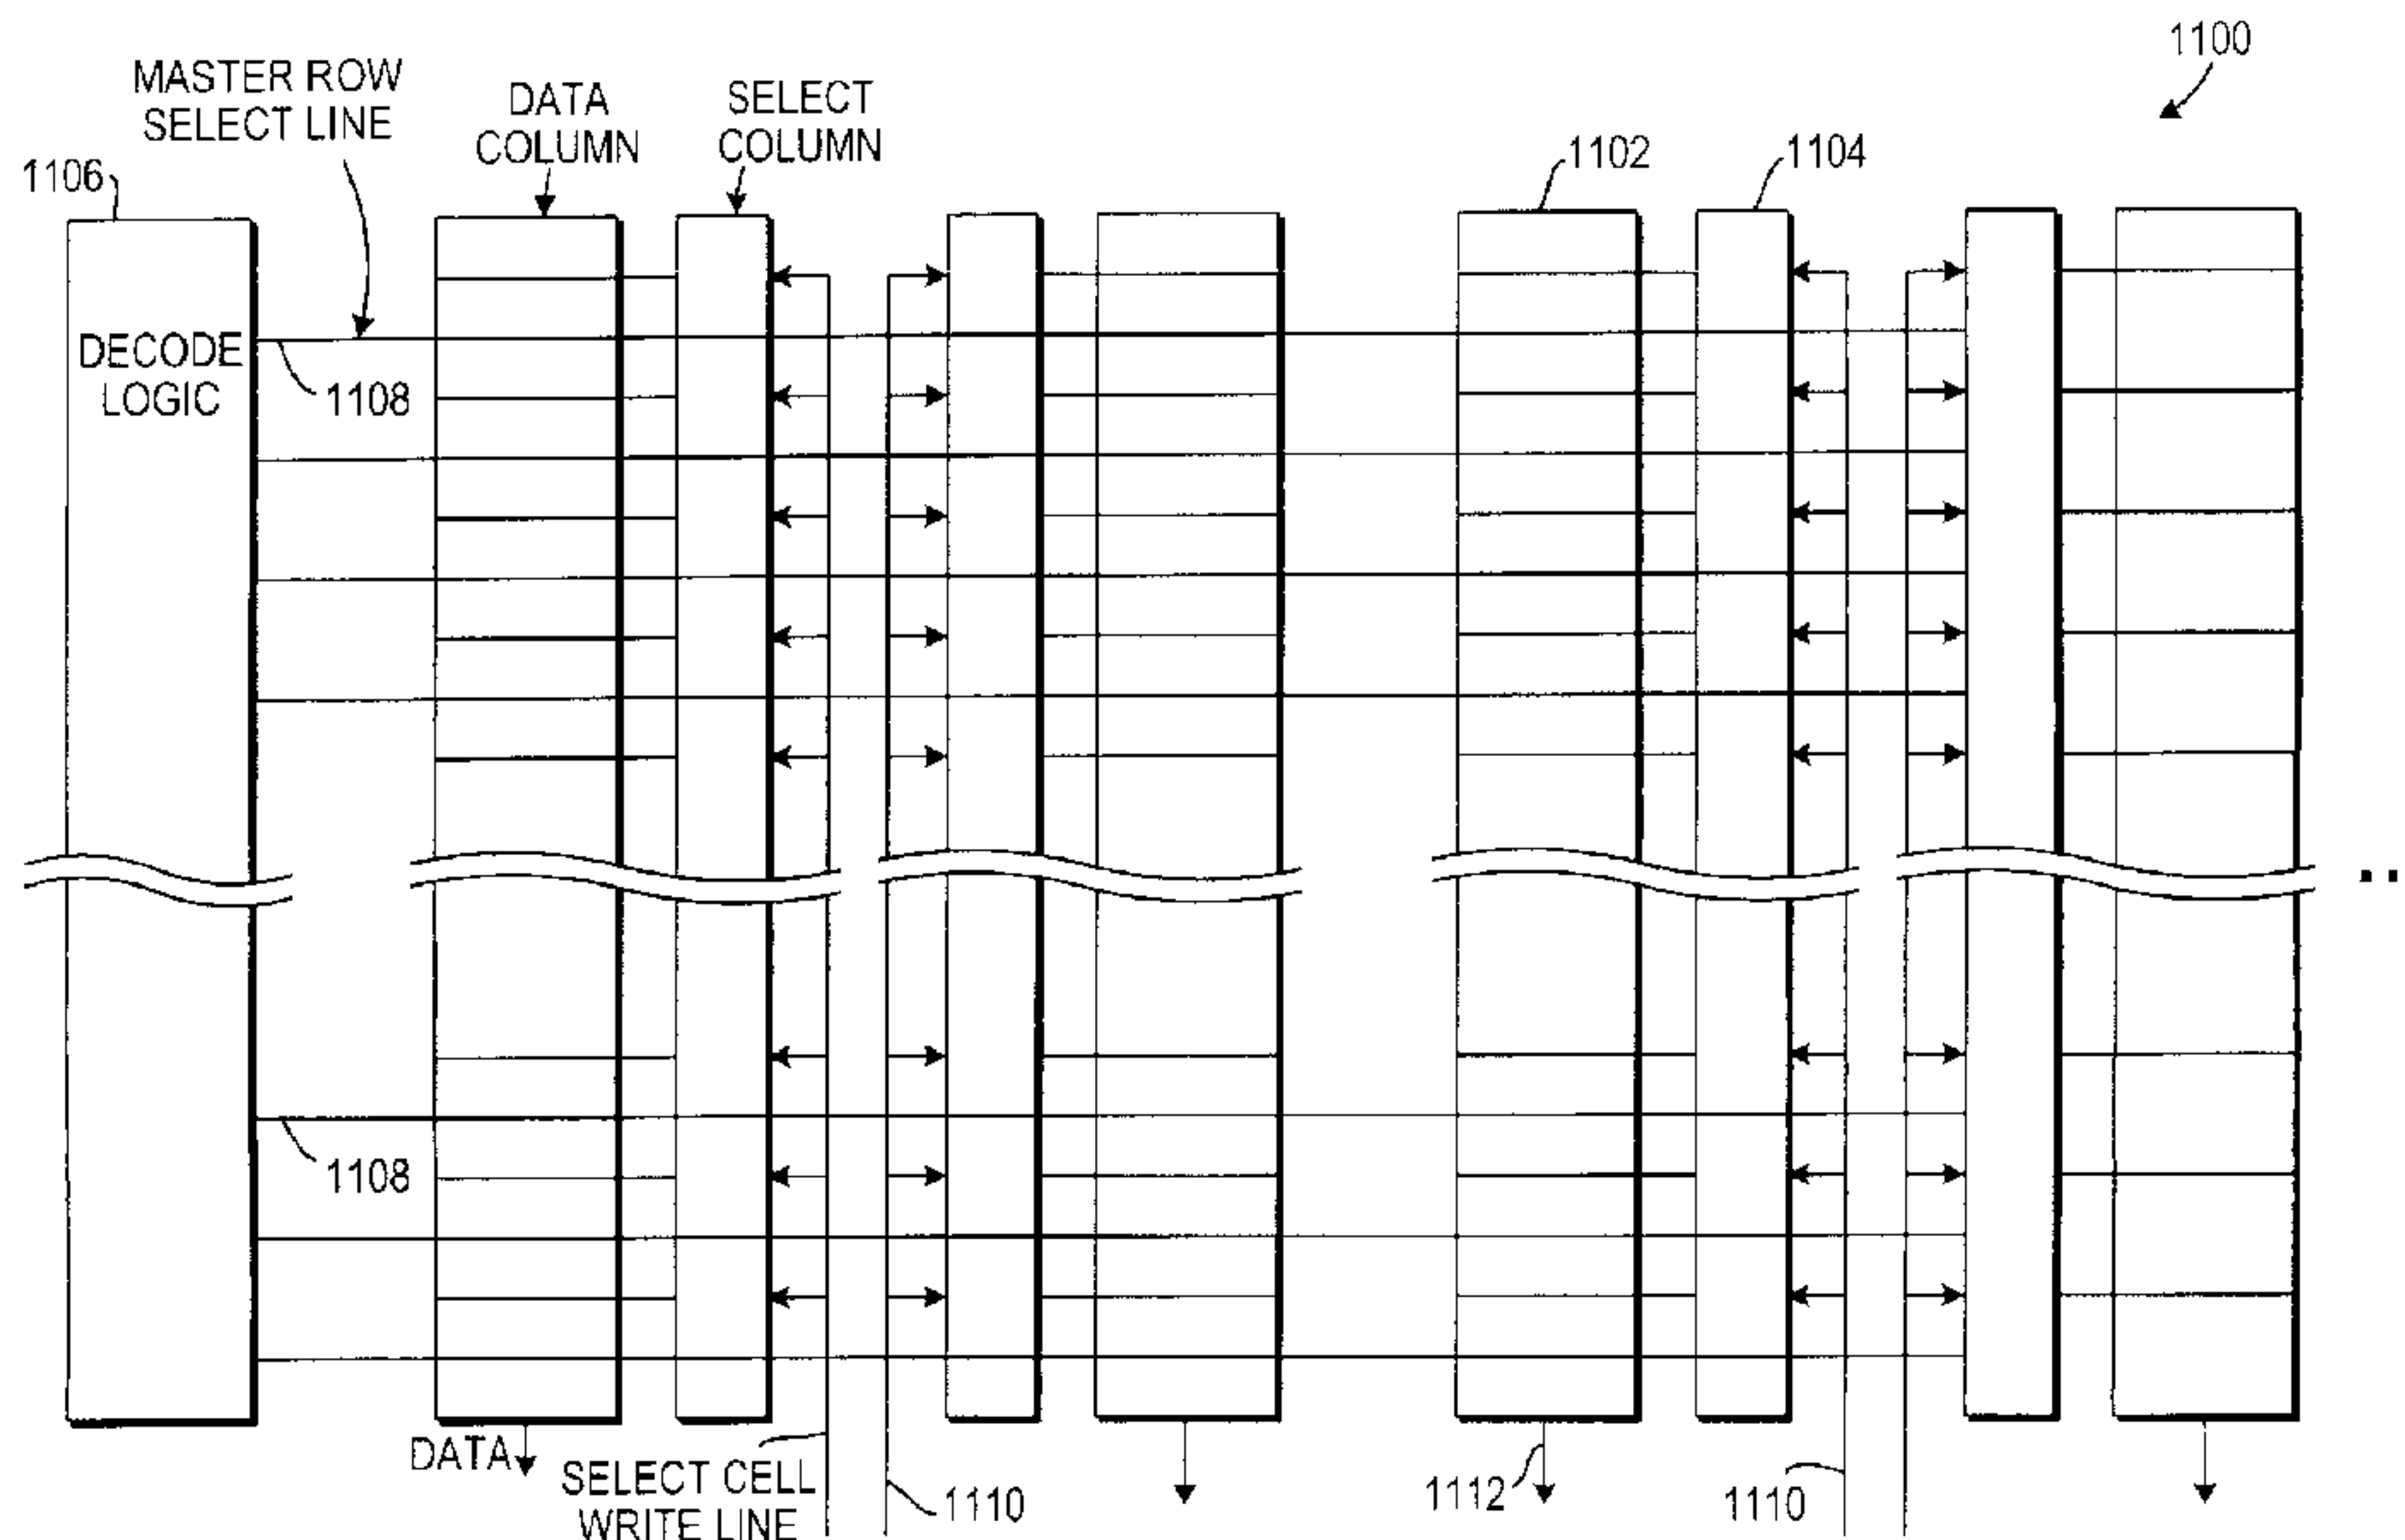 1100
MASTER ROW
SELECT LINE
DATA
COLUMN
SELECT
COLUMN
1102
1104
1106
DECODE
LOGIC
1108
1108
DATA
SELECT CELL
WRITE LINE
1110
1112
1110